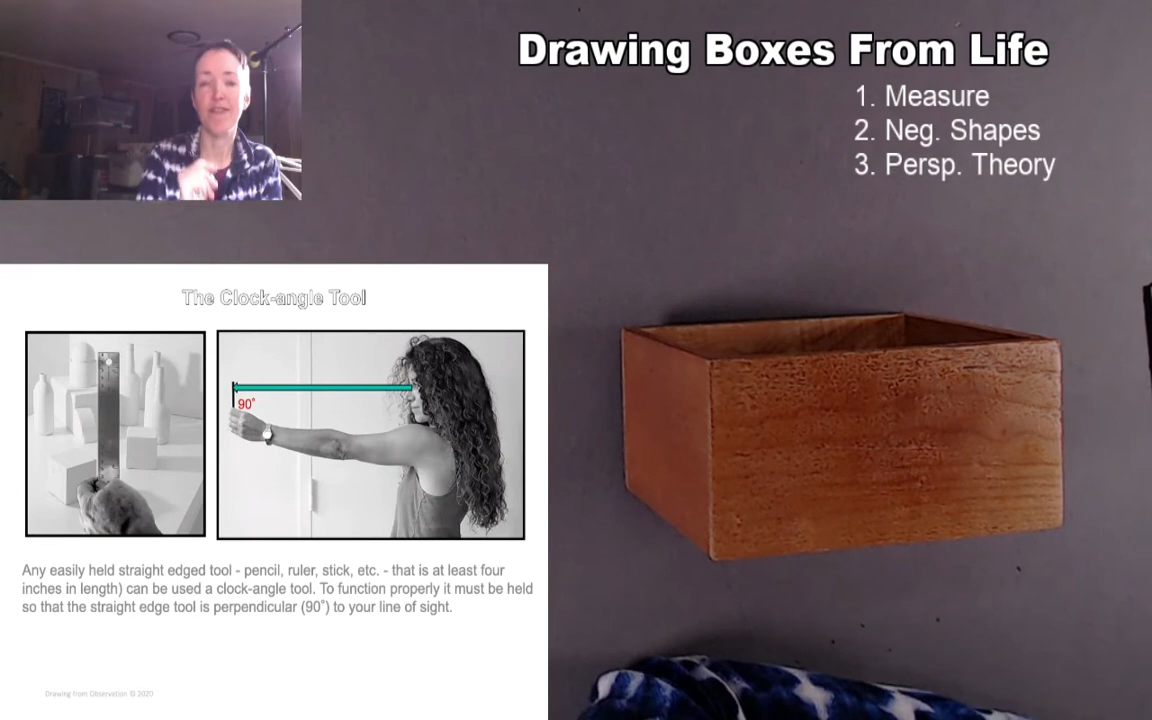 Drawing Boxes From Life
1. Measure
2. Neg. Shapes
3. Persp. Theory
The Clock-angle Tool
90°
Any easily held straight edged tool - pencil, ruler, stick, etc. - that is at least four
inches in length) can be used a clock-angle tool. To function properly it must be held
so that the straight edge tool is perpendicular (90°) to your line of sight.
Drawing from Observation © 2020